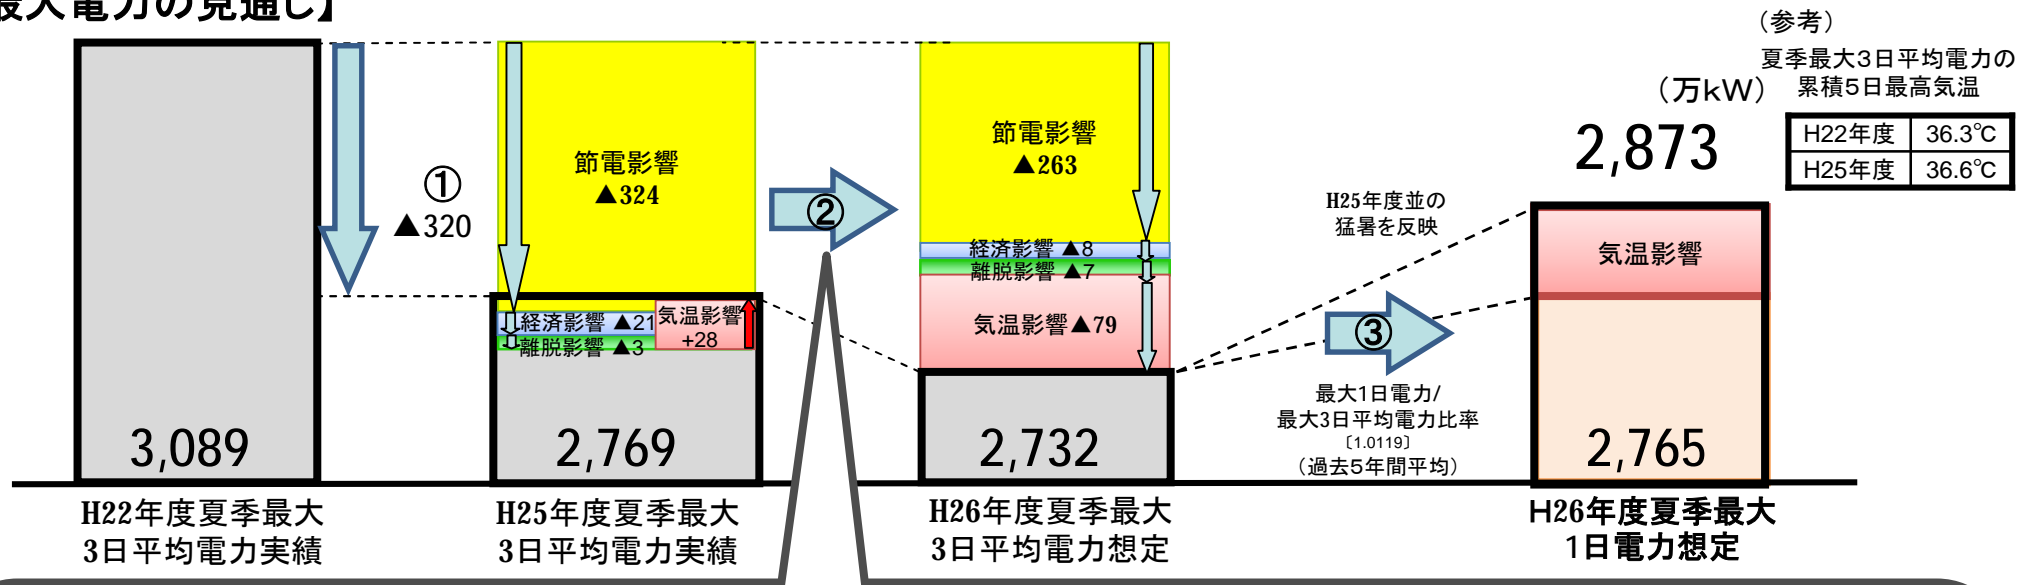 最大電力の見通し】
（参考）
夏季最大3日平均電力の
累積5日最高気温
（万kW）
H22年度 36.3℃
H25年度 36.6℃
2,873
①
▲320
節電影響
▲324
②
節電影響
▲263
経済影響 ▲8
離脱影響 ▲7
気温影響▲79
経済影響 ▲21
離脱影響 ▲3
気温影響
+28
H25年度並の
猛暑を反映
気温影響
③
最大1日電力/
最大3日平均電力比率
〔1.0119〕
（過去5年間平均）
3,089
2,769
2,732
2,765
H22年度夏季最大
3日平均電力実績
H25年度夏季最大
3日平均電力実績
H26年度夏季最大
3日平均電力想定
H26年度夏季最大
1日電力想定